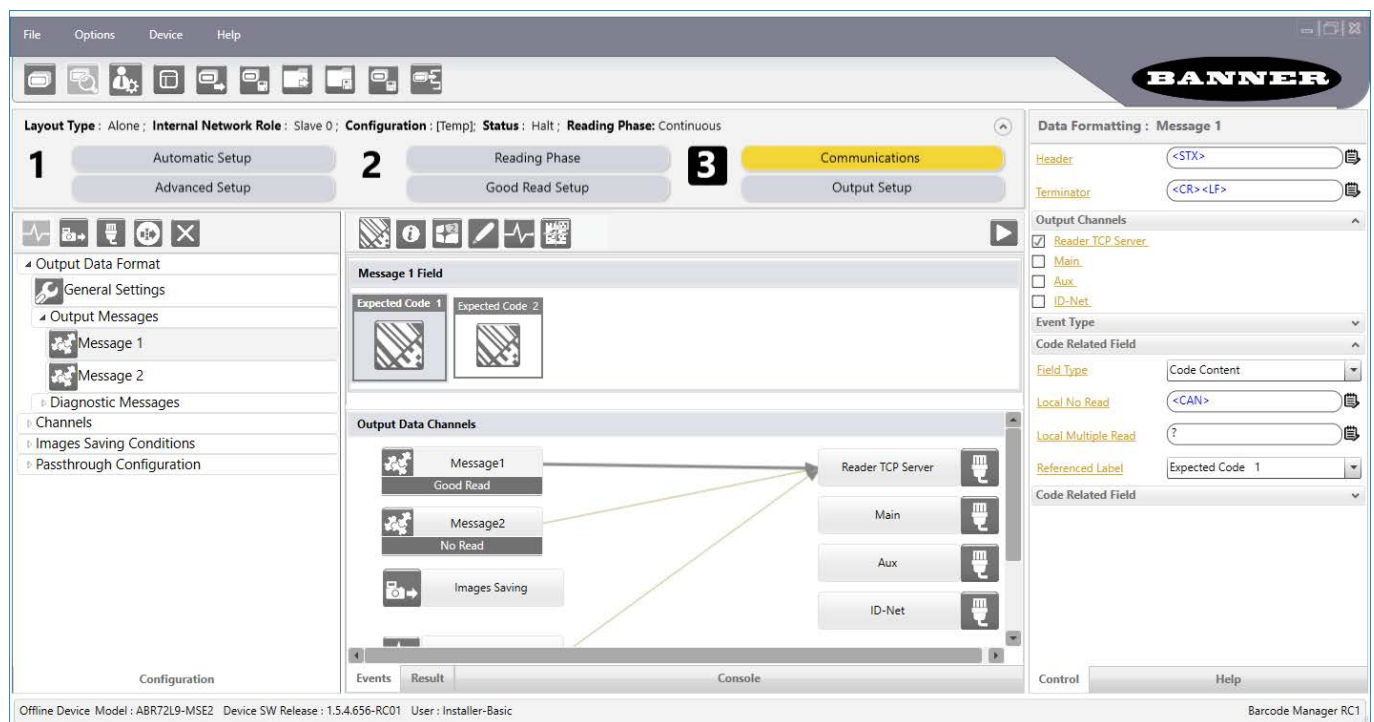 File Options Device Help
BANNER
Layout Type : Alone ; Internal Network Role : Slave 0 ; Configuration : [Temp]; Status : Halt ; Reading Phase: Continuous
1 Automatic Setup Advanced Setup
2 Reading Phase Good Read Setup
3 Communications Output Setup
Output Data Format
General Settings
Output Messages
Message 1
Message 2
Diagnostic Messages
Channels
Images Saving Conditions
Passthrough Configuration
Configuration
Message 1 Field
Expected Code 1 Expected Code 2
Output Data Channels
Message1
Good Read
Message2
No Read
Images Saving
Reader TCP Server
Main
Aux
ID-Net
Events Result Console
Data Formatting : Message 1
Header <STX>
Terminator <CR><LF>
Output Channels
Reader TCP Server
Main
Aux
ID-Net
Event Type
Code Related Field
Field Type Code Content
Local No Read <CAN>
Local Multiple Read ?
Referenced Label Expected Code 1
Code Related Field
Control Help
Offline Device Model : ABR72L9-MSE2 Device SW Release : 1.5.4.656-RC01 User : Installer-Basic
Barcode Manager RC1